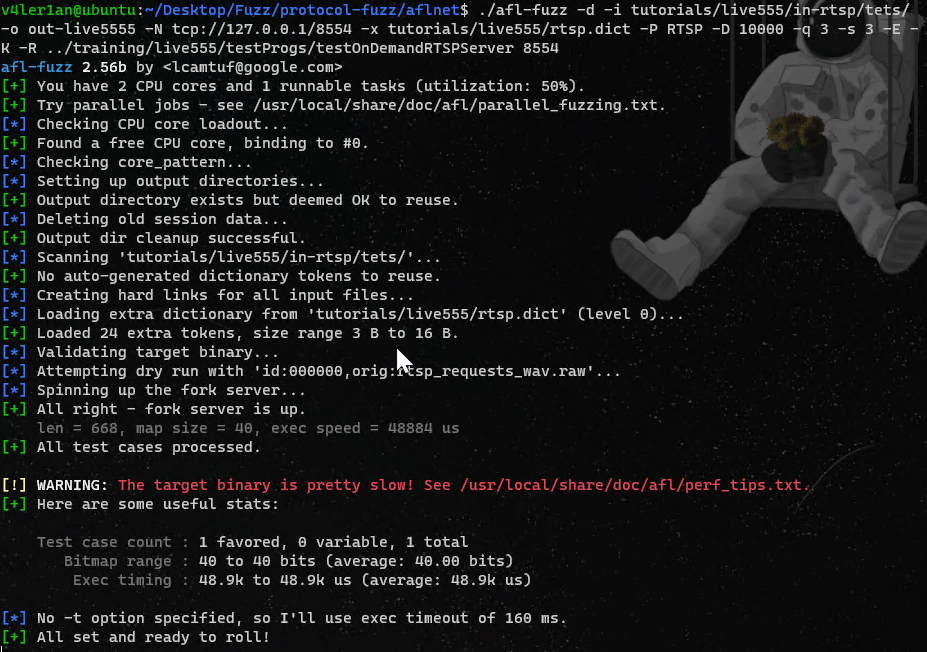 v4ler1an@ubuntu:~/Desktop/Fuzz/protocol-fuzz/aflnet$ ./afl-fuzz -d -i tutorials/live555/in-rtsp/tets/
-o out-live5555 -N tcp://127.0.0.1/8554 -x tutorials/live555/rtsp.dict -P RTSP -D 10000 -q 3 -s 3 -E -
K -R ../training/live555/testProgs/testOnDemandRTSPServer 8554
afl-fuzz 2.56b by <lcamtuf@google.com>
[+] You have 2 CPU cores and 1 runnable tasks (utilization: 50%).
[+] Try parallel jobs - see /usr/local/share/doc/afl/parallel_fuzzing.txt.
[*] Checking CPU core loadout...
[+] Found a free CPU core, binding to #0.
[*] Checking core_pattern...
[*] Setting up output directories...
[+] Output directory exists but deemed OK to reuse.
[*] Deleting old session data...
[+] Output dir cleanup successful.
[*] Scanning 'tutorials/live555/in-rtsp/tets/'...
[+] No auto-generated dictionary tokens to reuse.
[*] Creating hard links for all input files...
[*] Loading extra dictionary from 'tutorials/live555/rtsp.dict' (level 0)...
[+] Loaded 24 extra tokens, size range 3 B to 16 B.
[*] Validating target binary...
[*] Attempting dry run with 'id:000000,orig:rtsp_requests_wav.raw'...
[*] Spinning up the fork server...
[+] All right - fork server is up.
len = 668, map size = 40, exec speed = 48884 us
[+] All test cases processed.
[!] WARNING: The target binary is pretty slow! See /usr/local/share/doc/afl/perf_tips.txt.
[+] Here are some useful stats:
Test case count : 1 favored, 0 variable, 1 total
Bitmap range : 40 to 40 bits (average: 40.00 bits)
Exec timing : 48.9k to 48.9k us (average: 48.9k us)
[*] No -t option specified, so I'll use exec timeout of 160 ms.
[+] All set and ready to roll!